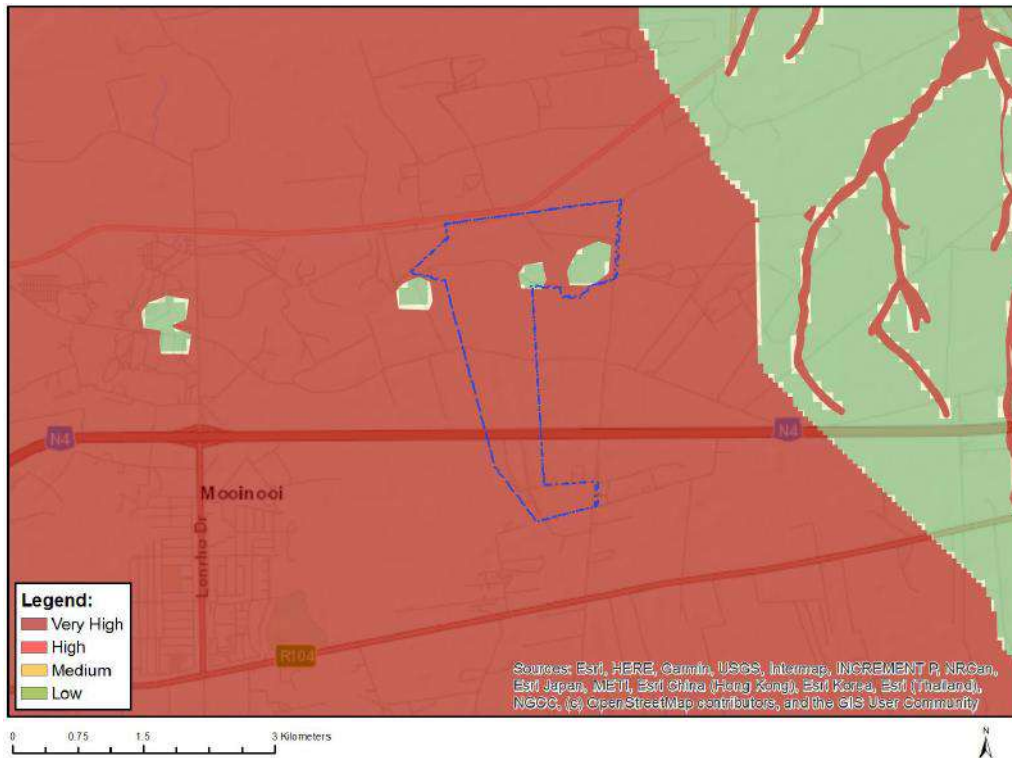 N4
N4
Mooinooi
Lonrho Dr
R104
Legend:
Very High
High
Medium
Low
Sources: Esri, HERE, Garmin, USGS, Intermap, INCREMENT P, NRCan,
Esri Japan, METI, Esri China (Hong Kong), Esri Korea, Esri (Thailand),
NGCC, (c) OpenStreetMap contributors, and the GIS User Community
0 0.75 1.5 3 Kilometers
N